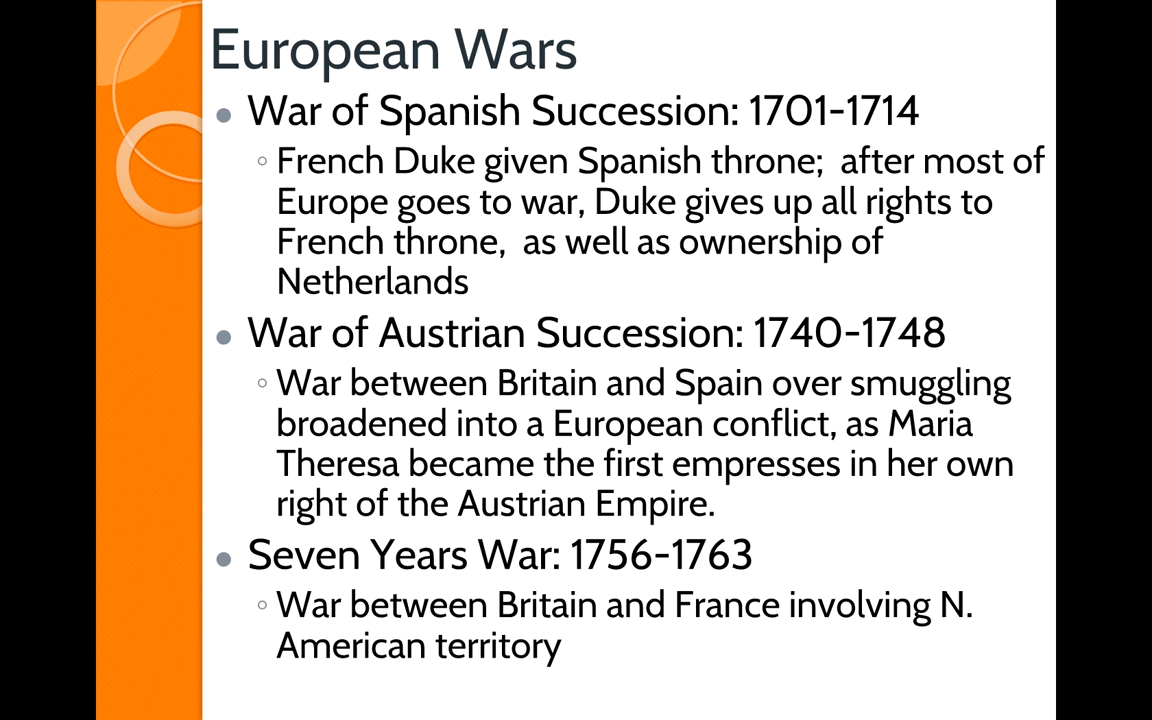 European Wars
• War of Spanish Succession: 1701-1714
◦ French Duke given Spanish throne;  after most of
Europe goes to war, Duke gives up all rights to
French throne,  as well as ownership of
Netherlands
• War of Austrian Succession: 1740-1748
◦ War between Britain and Spain over smuggling
broadened into a European conflict, as Maria
Theresa became the first empresses in her own
right of the Austrian Empire.
• Seven Years War: 1756-1763
◦ War between Britain and France involving N.
American territory